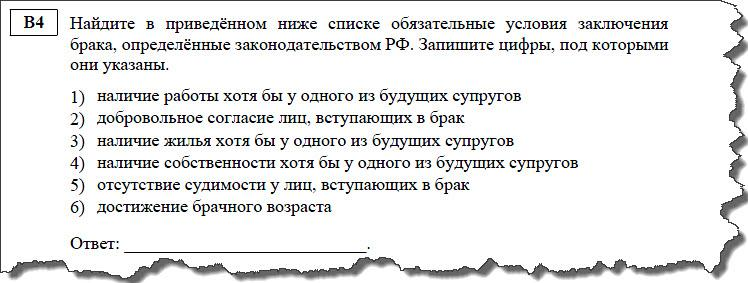 B4
Найдите в приведённом ниже списке обязательные условия заключения
брака, определённые законодательством РФ. Запишите цифры, под которыми
они указаны.
1) наличие работы хотя бы у одного из будущих супругов
2) добровольное согласие лиц, вступающих в брак
3) наличие жилья хотя бы у одного из будущих супругов
4) наличие собственности хотя бы у одного из будущих супругов
5) отсутствие судимости у лиц, вступающих в брак
6) достижение брачного возраста
Ответ: ___________________________.